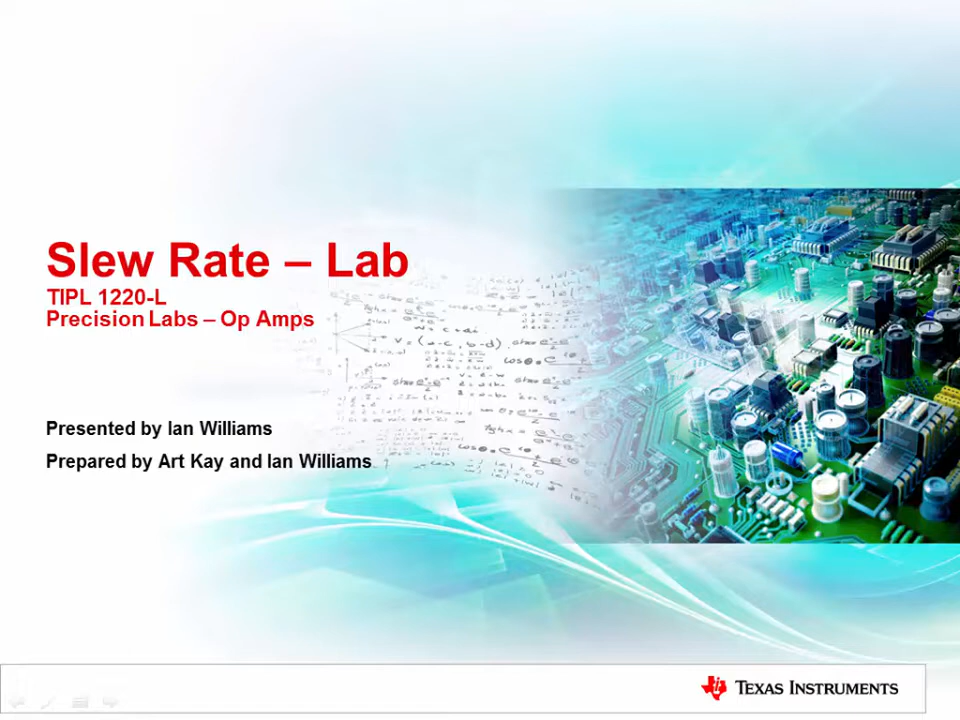 Slew Rate – Lab
TIPL 1220-L
Precision Labs – Op Amps
Presented by Ian Williams
Prepared by Art Kay and Ian Williams
TEXAS INSTRUMENTS